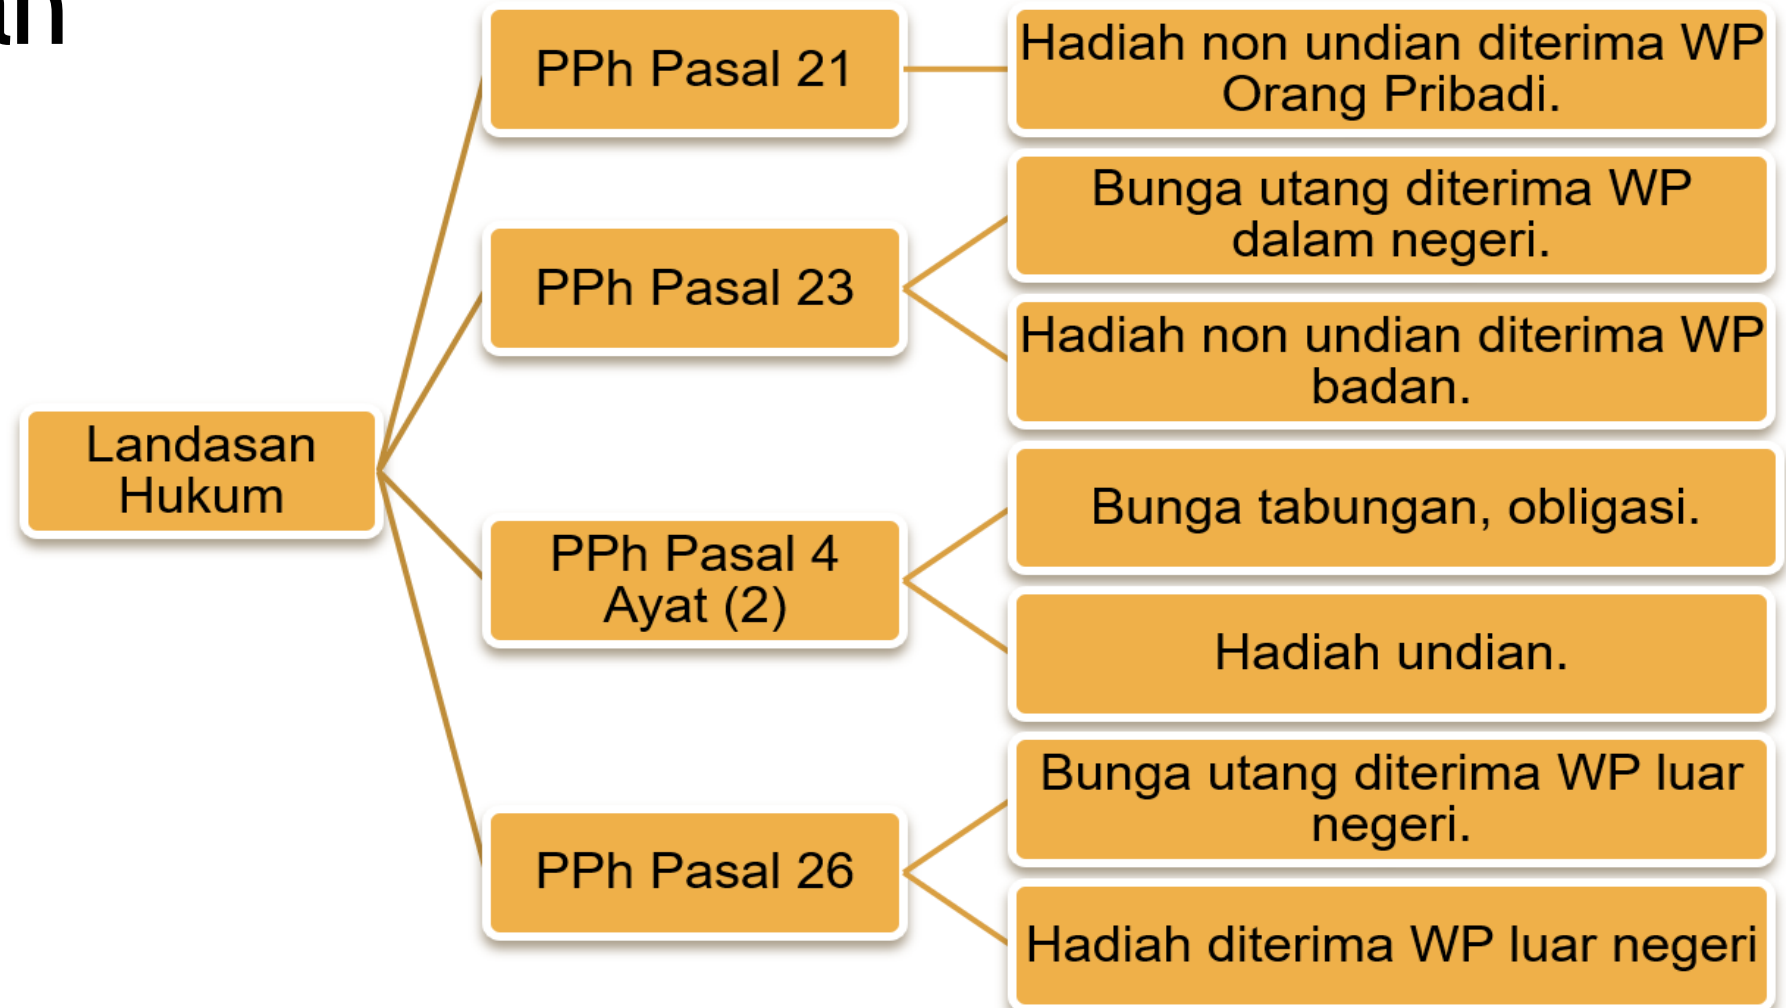 Landasan
Hukum
PPh Pasal 21
Hadiah non undian diterima WP
Orang Pribadi.
PPh Pasal 23
Bunga utang diterima WP
dalam negeri.
Hadiah non undian diterima WP
badan.
PPh Pasal 4
Ayat (2)
Bunga tabungan, obligasi.
Hadiah undian.
PPh Pasal 26
Bunga utang diterima WP luar
negeri.
Hadiah diterima WP luar negeri